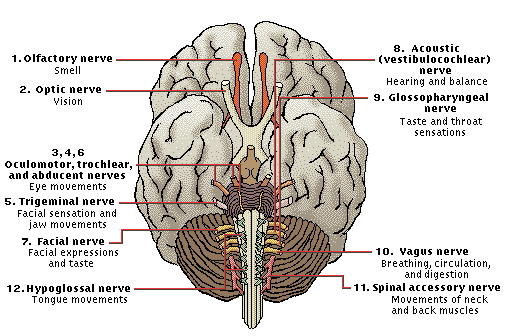 1. Olfactory nerve
Smell
2. Optic nerve
Vision
3,4,6
Oculomotor, trochlear,
and abducent nerves
Eye movements
5. Trigeminal nerve
Facial sensation and
jaw movements
7. Facial nerve
Facial expressions
and taste
12. Hypoglossal nerve
Tongue movements
8. Acoustic
(vestibulocochlear)
nerve
Hearing and balance
9. Glossopharyngeal
nerve
Taste and throat
sensations
10. Vagus nerve
Breathing, circulation,
and digestion
11. Spinal accessory nerve
Movements of neck
and back muscles